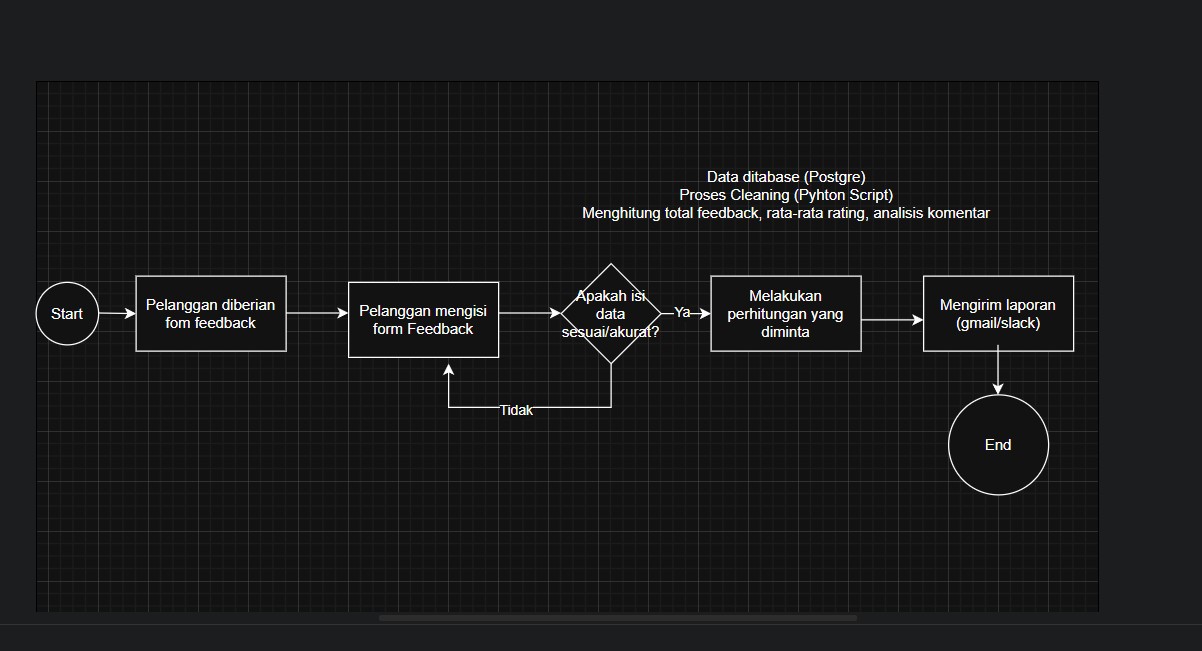 Data ditabase (Postgre)
Proses Cleaning (Pyhton Script)
Menghitung total feedback, rata-rata rating, analisis komentar
Start
Pelanggan diberian
fom feedback
Pelanggan mengisi
form Feedback
Apakah isi
data
sesuai/akurat?
Ya
Melakukan
perhitungan yang
diminta
Mengirim laporan
(gmail/slack)
Tidak
End